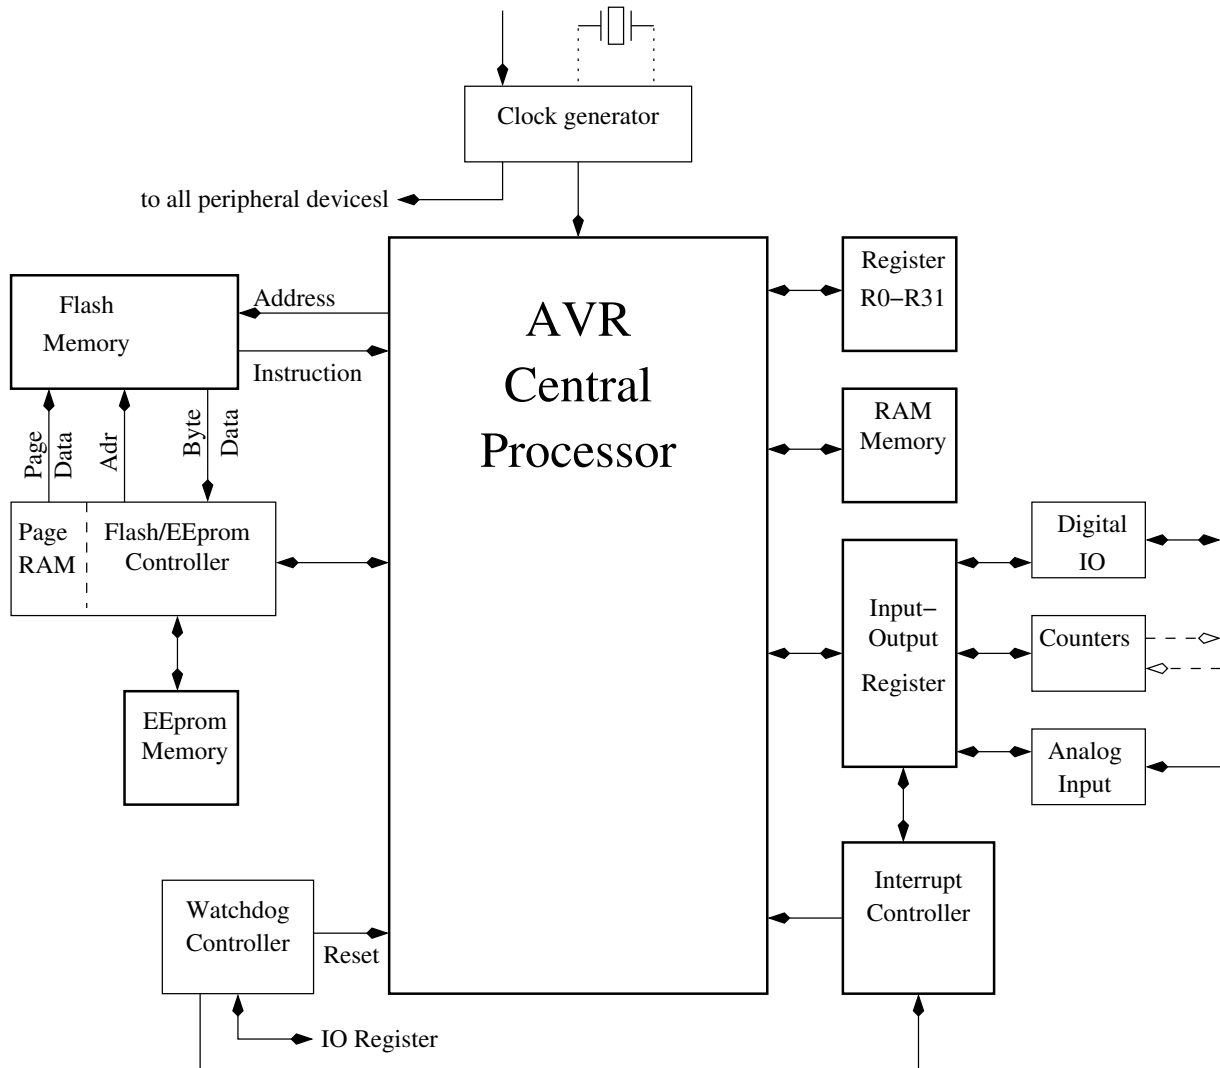 Clock generator
to all peripheral devicesl
Register
R0−R31
Flash
Memory
Address
Instruction
AVR
Central
Processor
RAM
Memory
Page
Data
Adr
Byte
Data
Page
RAM
Flash/EEprom
Controller
Digital
IO
Input−
Output
Register
Counters
EEprom
Memory
Analog
Input
Watchdog
Controller
Reset
Interrupt
Controller
IO Register